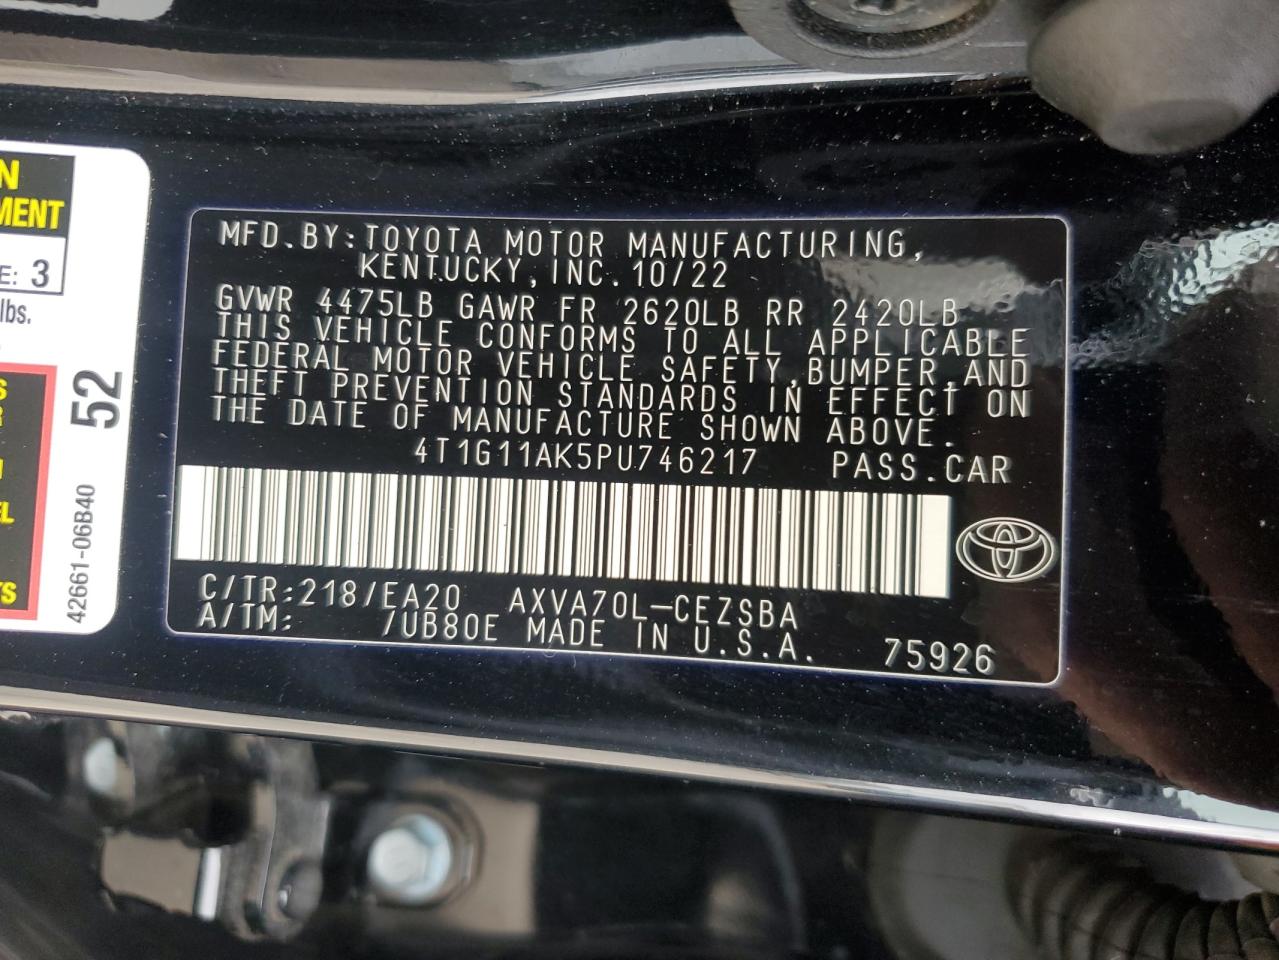 N
MENT
E: 3
lbs.
S
R
EL
TS
52
42661-06B40
MFD.BY:TOYOTA MOTOR MANUFACTURING,
KENTUCKY,INC.10/22
GVWR 4475LB GAWR FR 2620LB RR 2420LB
THIS VEHICLE CONFORMS TO ALL APPLICABLE
FEDERAL MOTOR VEHICLE SAFETY,BUMPER,AND
THEFT PREVENTION STANDARDS IN EFFECT ON
THE DATE OF MANUFACTURE SHOWN ABOVE.
4T1G11AK5PU746217 PASS.CAR
C/TR:218/EA20 AXVA70L-CEZSBA
A/TM: /UB80E MADE IN U.S.A. 75926